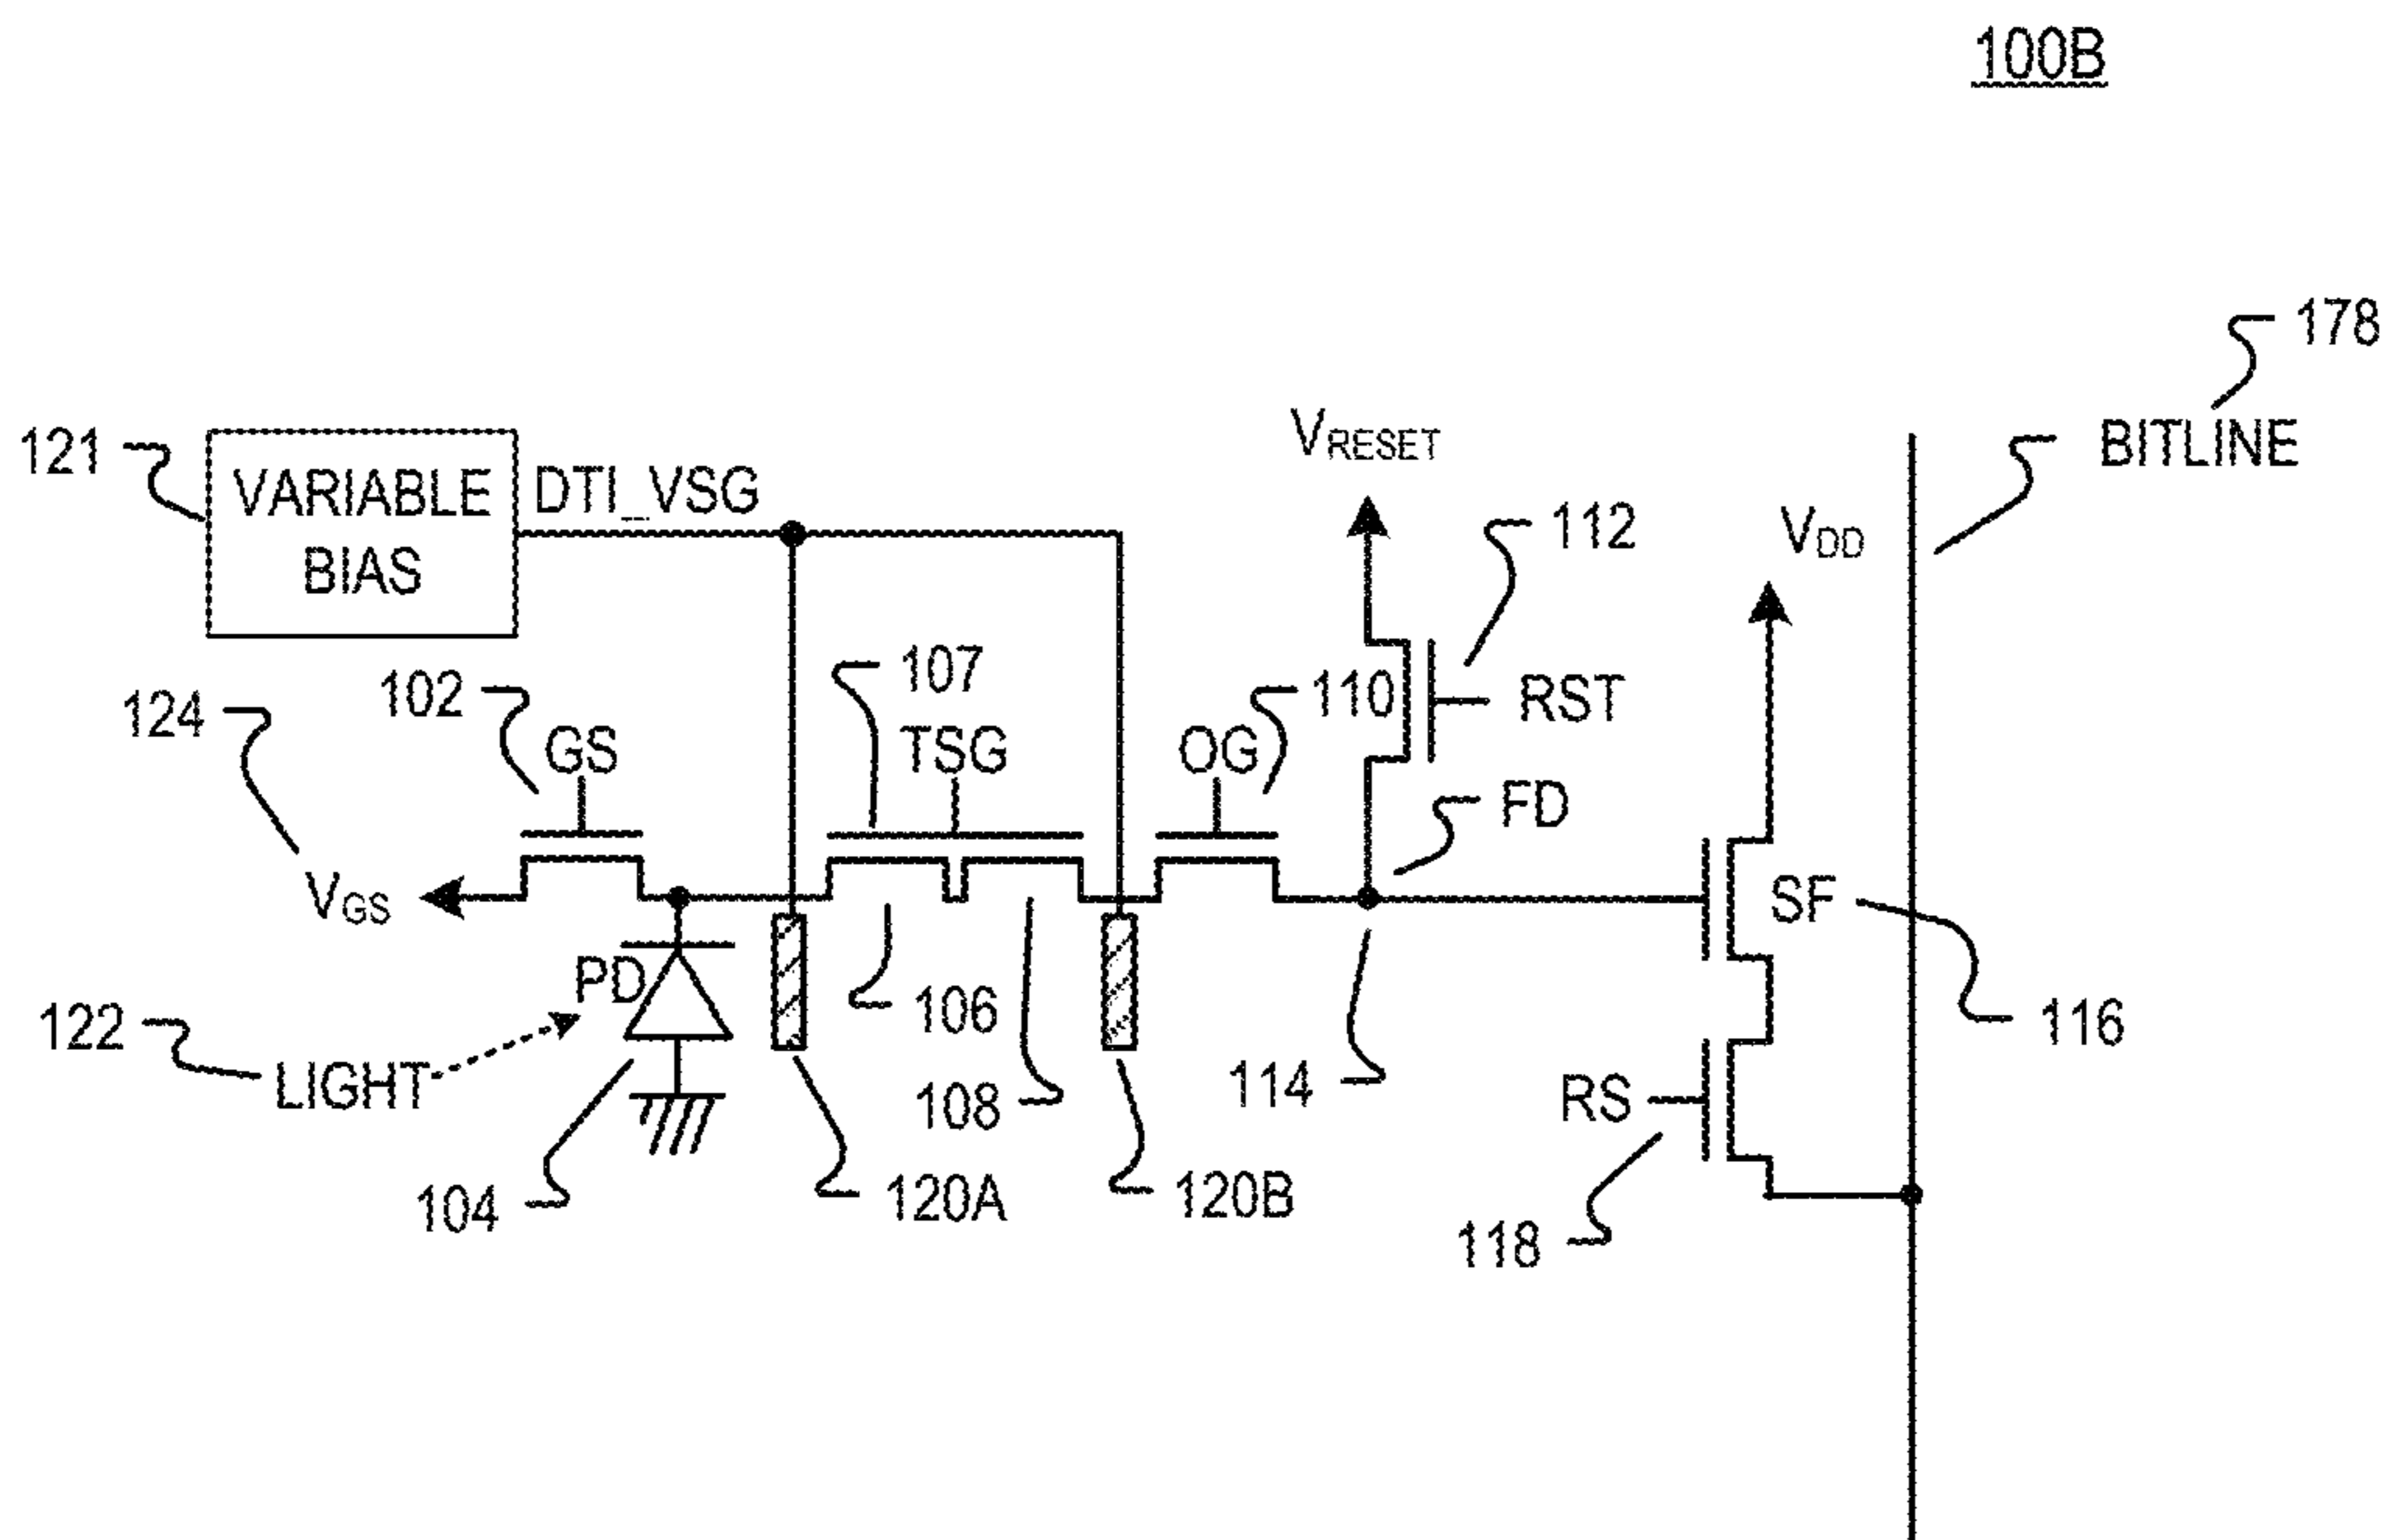 100B
178
BITLINE
VRESET
121
VARIABLE
BIAS
DTI_VSG
112
VDD
107
102
124
110
RST
GS
TSG
OG
FD
VGS
SF
PD
106
116
122
LIGHT
108
114
RS
104
120A
120B
118